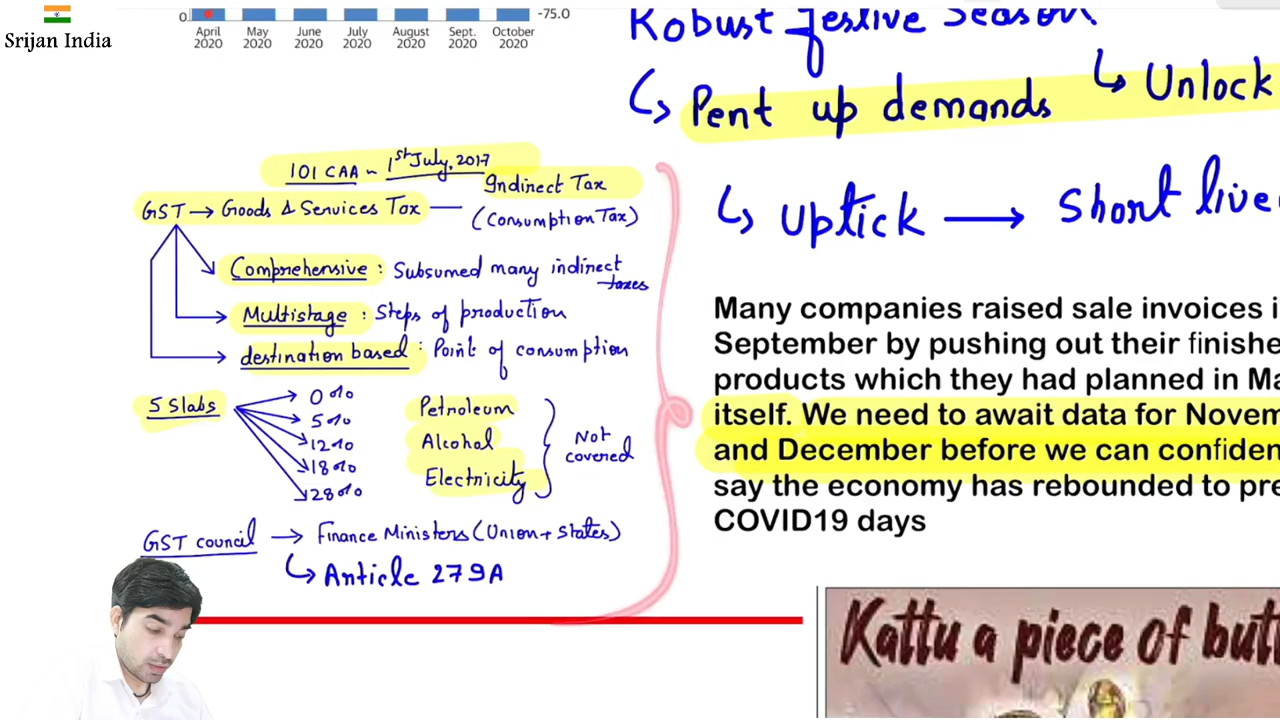 0
-75.0
April 2020
May 2020
June 2020
July 2020
August 2020
Sept. 2020
October 2020
Srijan India
Robust festive season
↳ Pent up demands
↳ Unlock
↳ uptick → Short live
101 CAA ~ 1st July, 2017
GST → Goods & Services Tax — Indirect Tax
(Consumption Tax)
Comprehensive : Subsumed many indirect
taxes
Multistage : Steps of production
destination based : Point of consumption
5 Slabs
0%
5%
12%
18%
28%
Petroleum
Alcohol
Electricity
Not
covered
GST council → Finance Ministers (Union + States)
↳ Article 279A
Many companies raised sale invoices i
September by pushing out their finishe
products which they had planned in Ma
itself. We need to await data for Novem
and December before we can confiden
say the economy has rebounded to pre
COVID19 days
Kattu a piece of butt